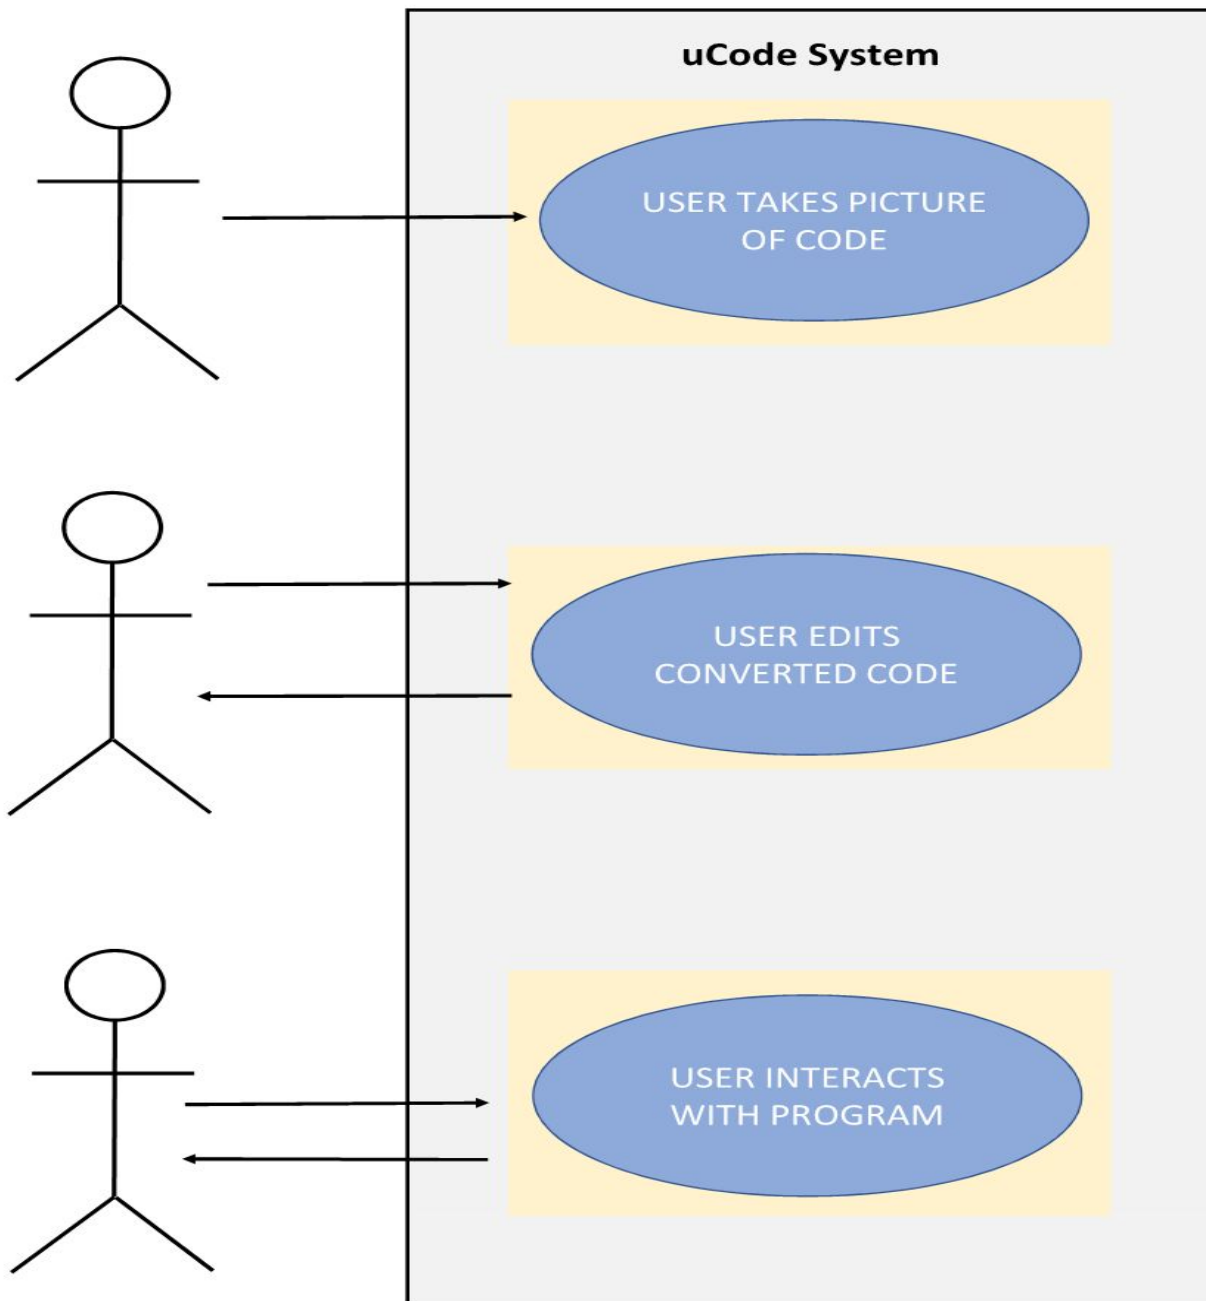 uCode System
USER TAKES PICTURE
OF CODE
USER EDITS
CONVERTED CODE
USER INTERACTS
WITH PROGRAM